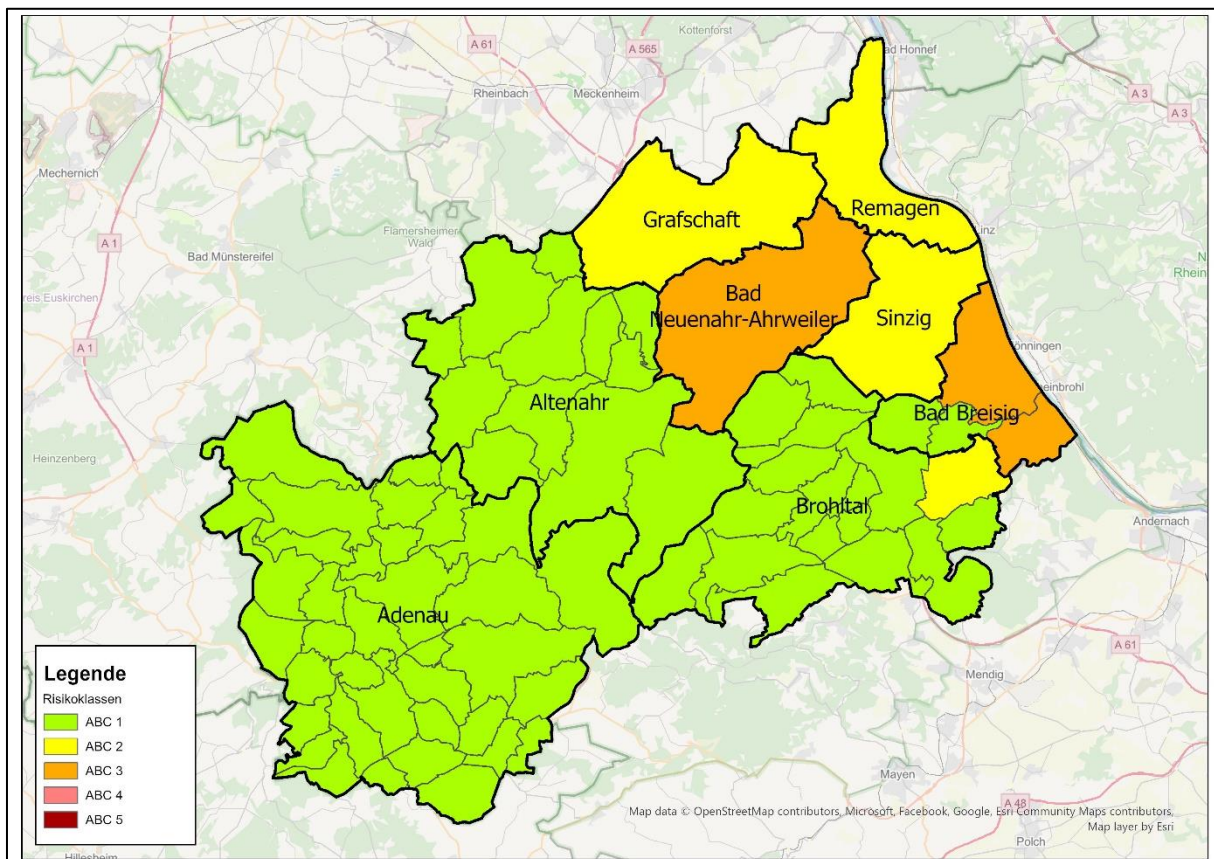 Kottenforst
Bad Honnef
A 61
A 565
Rheinbach
Meckenheim
A 3
A 3
Mechernich
Remagen
Grafschaft
Flamersheimer
Wald
Linz
A 1
Bad Münstereifel
Bad
Neuenahr-Ahrweiler
Sinzig
A 1
Altenahr
Bad Breisig
Heinzenberg
Brohltal
Andernach
Adenau
A 61
Mendig
Legende
Risikoklassen
ABC 1
ABC 2
ABC 3
ABC 4
ABC 5
Mayen
A 48
Map data © OpenStreetMap contributors, Microsoft, Facebook, Google, Esri Community Maps contributors,
Map layer by Esri
Polch
Hillesheim